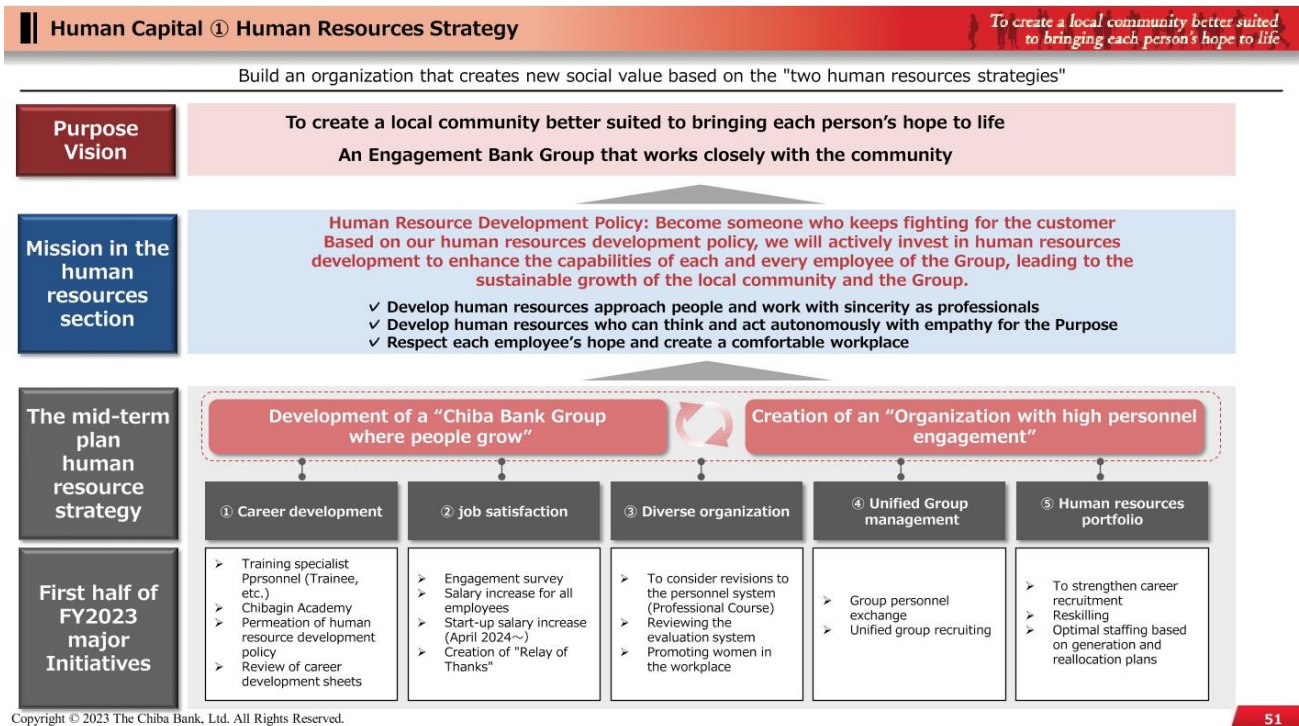 Human Capital ① Human Resources Strategy
To create a local community better suited
to bringing each person's hope to life
Build an organization that creates new social value based on the "two human resources strategies"
Purpose
Vision
To create a local community better suited to bringing each person's hope to life
An Engagement Bank Group that works closely with the community
Mission in the
human
resources
section
Human Resource Development Policy: Become someone who keeps fighting for the customer
Based on our human resources development policy, we will actively invest in human resources
development to enhance the capabilities of each and every employee of the Group, leading to the
sustainable growth of the local community and the Group.
✓ Develop human resources approach people and work with sincerity as professionals
✓ Develop human resources who can think and act autonomously with empathy for the Purpose
✓ Respect each employee's hope and create a comfortable workplace
The mid-term
plan
human
resource
strategy
Development of a "Chiba Bank Group
where people grow"
Creation of an "Organization with high personnel
engagement"
① Career development
② job satisfaction
③ Diverse organization
④ Unified Group
management
⑤ Human resources
portfolio
First half of
FY2023
major
Initiatives
➢ Training specialist
Pprsonnel (Trainee,
etc.)
➢ Chibagin Academy
➢ Permeation of human
resource development
policy
➢ Review of career
development sheets
➢ Engagement survey
➢ Salary increase for all
employees
➢ Start-up salary increase
(April 2024～)
➢ Creation of "Relay of
Thanks"
➢ To consider revisions to
the personnel system
(Professional Course)
➢ Reviewing the
evaluation system
➢ Promoting women in
the workplace
➢ Group personnel
exchange
➢ Unified group recruiting
➢ To strengthen career
recruitment
➢ Reskilling
➢ Optimal staffing based
on generation and
reallocation plans
Copyright © 2023 The Chiba Bank, Ltd. All Rights Reserved.
51